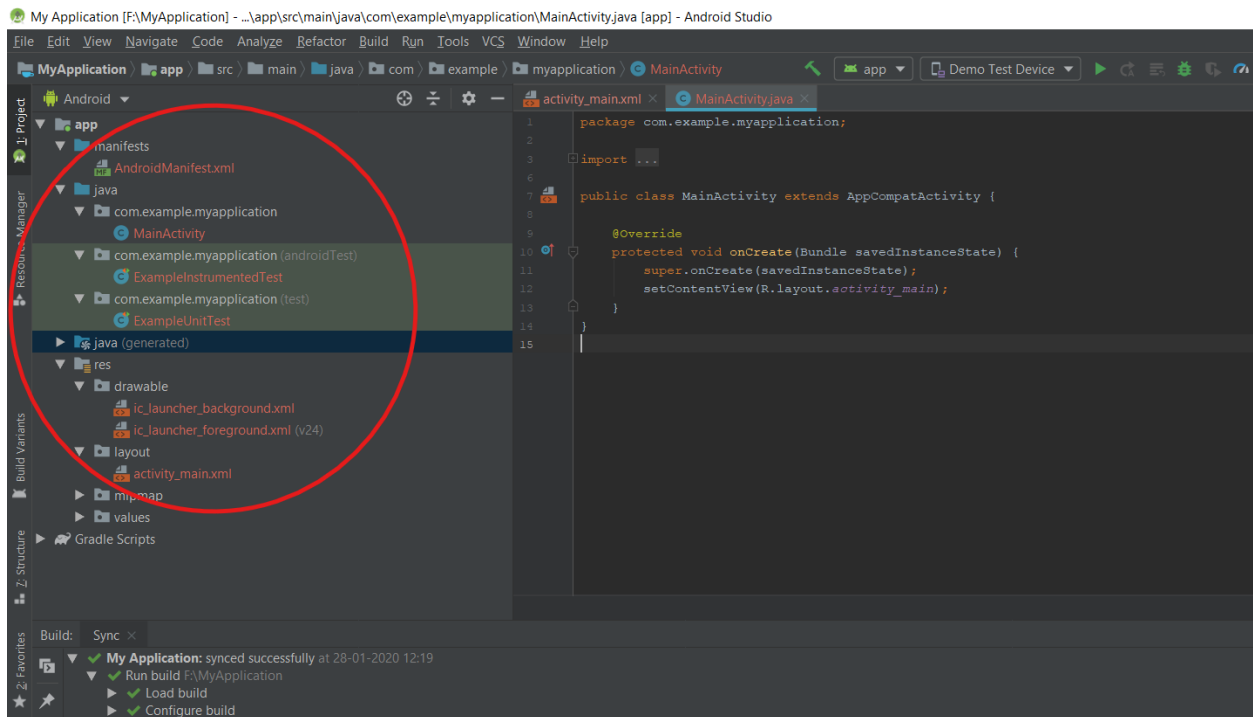 My Application [F:\MyApplication] - ...\app\src\main\java\com\example\myapplication\MainActivity.java [app] - Android Studio
File Edit View Navigate Code Analyze Refactor Build Run Tools VCS Window Help
MyApplication app src main java com example myapplication MainActivity app Demo Test Device
1: Project
Resource Manager
Build Variants
Z: Structure
2: Favorites
Android
app
manifests
AndroidManifest.xml
java
com.example.myapplication
MainActivity
com.example.myapplication (androidTest)
ExampleInstrumentedTest
com.example.myapplication (test)
ExampleUnitTest
java (generated)
res
drawable
ic_launcher_background.xml
ic_launcher_foreground.xml (v24)
layout
activity_main.xml
mipmap
values
Gradle Scripts
activity_main.xml MainActivity.java
1 package com.example.myapplication;
2
3 import ...
6
7 public class MainActivity extends AppCompatActivity {
8
9 @Override
10 protected void onCreate(Bundle savedInstanceState) {
11 super.onCreate(savedInstanceState);
12 setContentView(R.layout.activity_main);
13 }
14 }
15
Build: Sync
My Application: synced successfully at 28-01-2020 12:19
Run build F:\MyApplication
Load build
Configure build